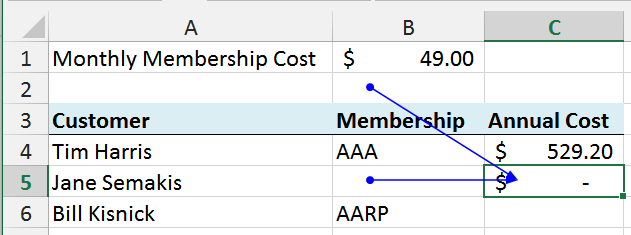 A B C
1 Monthly Membership Cost $ 49.00
2
3 Customer Membership Annual Cost
4 Tim Harris AAA $ 529.20
5 Jane Semakis $ -
6 Bill Kisnick AARP